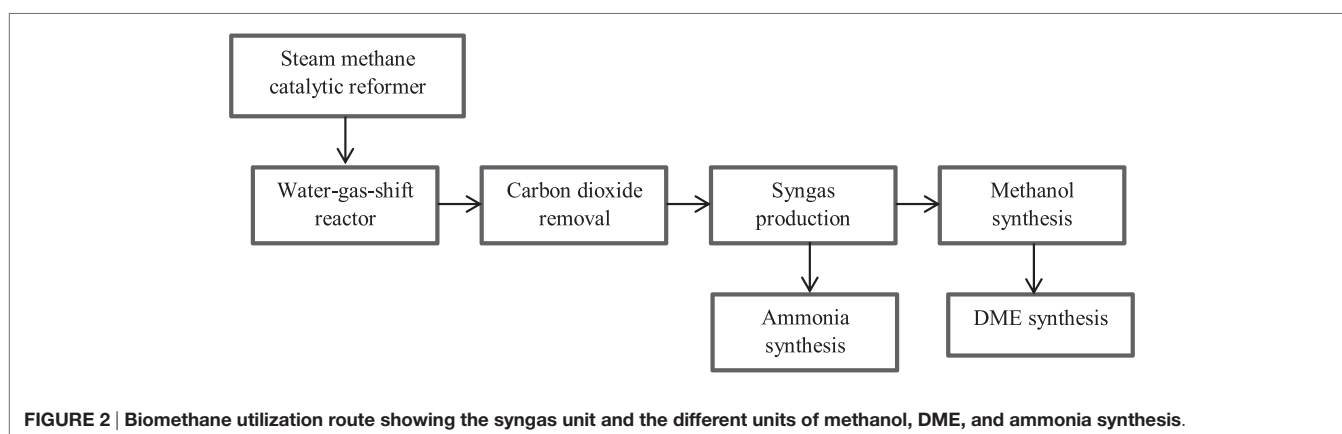 Steam methane
catalytic reformer
Water-gas-shift
reactor
Carbon dioxide
removal
Syngas
production
Methanol
synthesis
Ammonia
synthesis
DME synthesis
FIGURE 2 | Biomethane utilization route showing the syngas unit and the different units of methanol, DME, and ammonia synthesis.